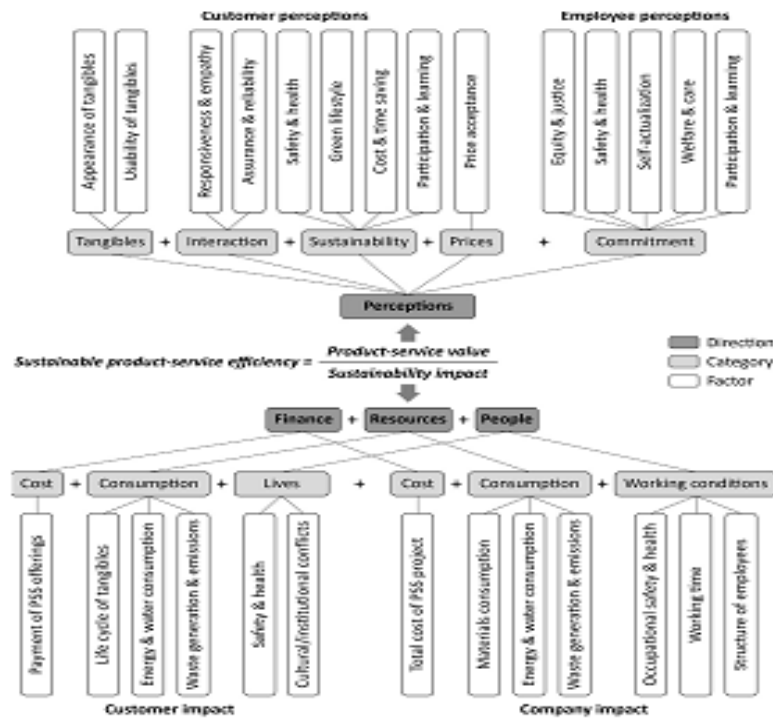 Customer perceptions
Employee perceptions
Appearance of tangibles
Usability of tangibles
Responsiveness & empathy
Assurance & reliability
Safety & health
Green lifestyle
Cost & time saving
Participation & learning
Price acceptance
Equity & justice
Safety & health
Self-actualization
Welfare & care
Participation & learning
Tangibles + Interaction + Sustainability + Prices + Commitment
Perceptions
Sustainable product-service efficiency = Product-service value
Sustainability impact
Direction
Category
Factor
Finance + Resources + People
Cost + Consumption + Lives + Cost + Consumption + Working conditions
Payment of PSS offerings
Life cycle of tangibles
Energy & water consumption
Waste generation & emissions
Safety & health
Cultural/institutional conflicts
Total cost of PSS project
Materials consumption
Energy & water consumption
Waste generation & emissions
Occupational safety & health
Working time
Structure of employees
Customer impact
Company impact